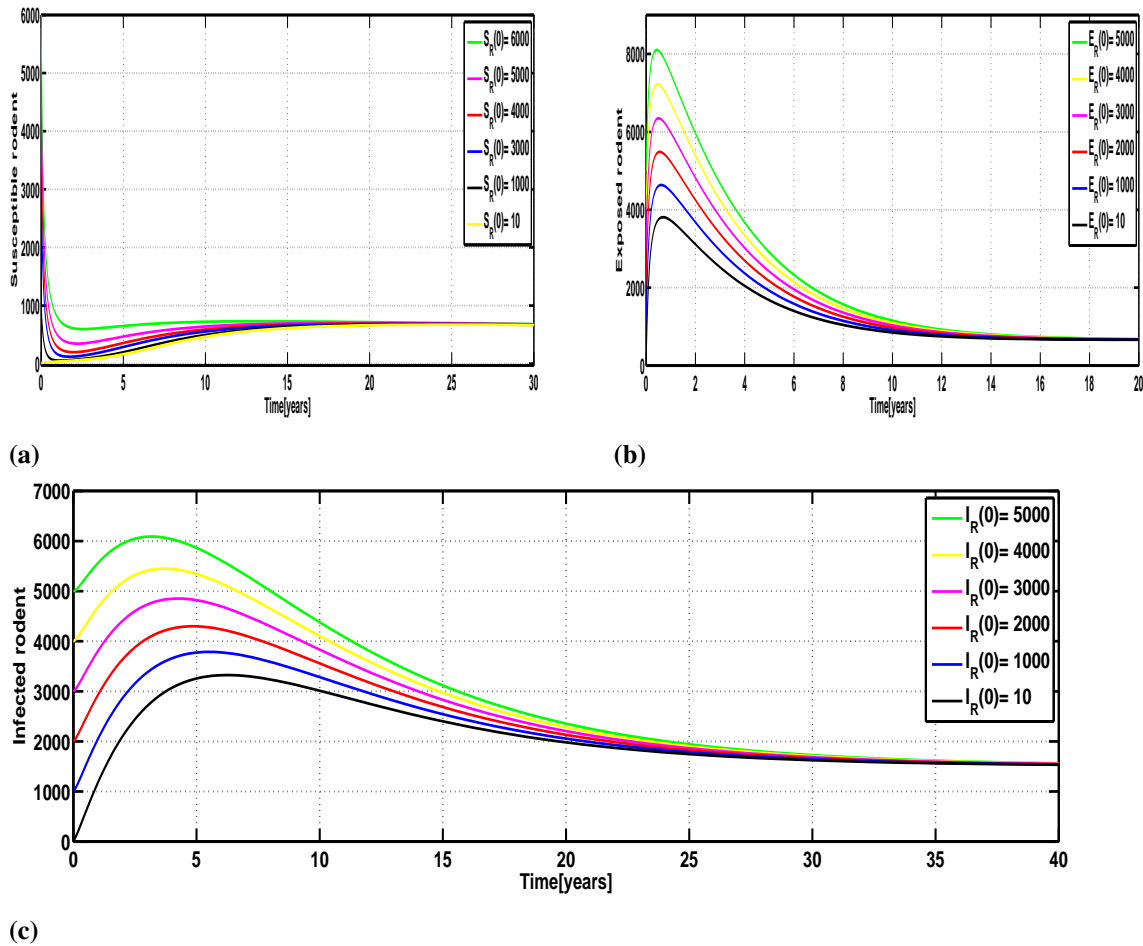 6000
5000
4000
3000
2000
1000
0
Susceptible rodent
0 5 10 15 20 25 30
Time[years]
S_R(0)= 6000
S_R(0)= 5000
S_R(0)= 4000
S_R(0)= 3000
S_R(0)= 1000
S_R(0)= 10
(a)
8000
6000
4000
2000
0
Exposed rodent
0 2 4 6 8 10 12 14 16 18 20
Time[years]
E_R(0)= 5000
E_R(0)= 4000
E_R(0)= 3000
E_R(0)= 2000
E_R(0)= 1000
E_R(0)= 10
(b)
7000
6000
5000
4000
3000
2000
1000
0
Infected rodent
0 5 10 15 20 25 30 35 40
Time[years]
I_R(0)= 5000
I_R(0)= 4000
I_R(0)= 3000
I_R(0)= 2000
I_R(0)= 1000
I_R(0)= 10
(c)